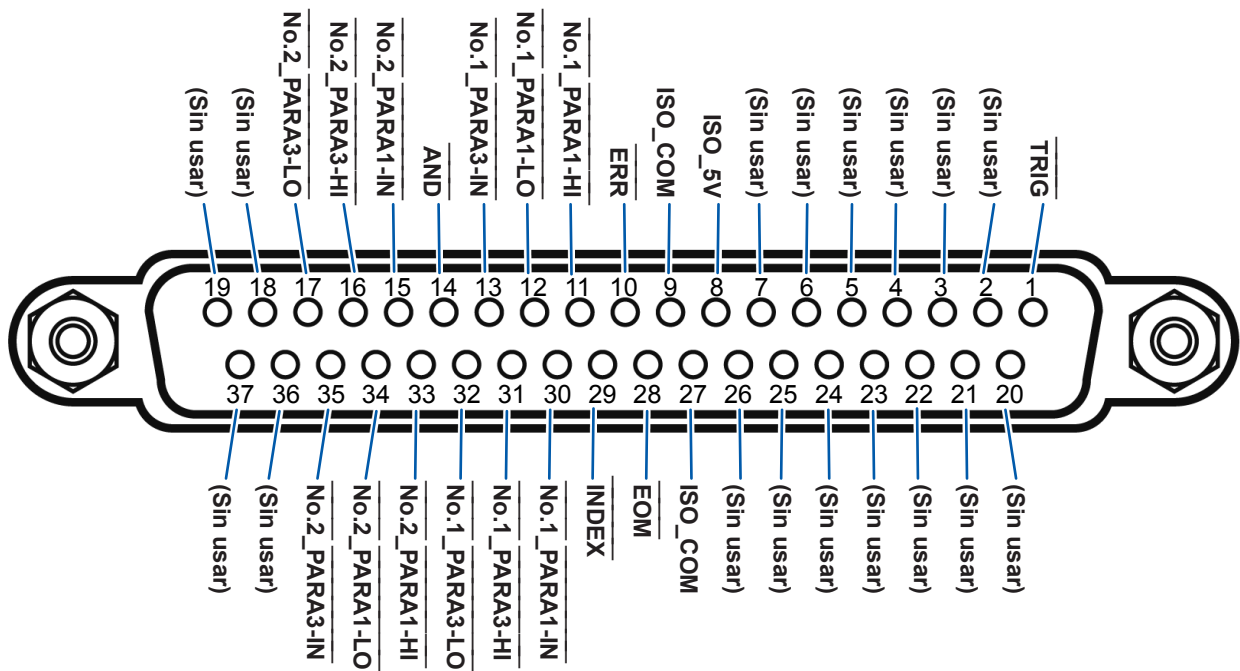 No.2_PARA3-LO
No.2_PARA3-HI
No.2_PARA1-IN
No.1_PARA3-IN
No.1_PARA1-LO
No.1_PARA1-HI
(Sin usar)
(Sin usar)
AND
ERR
ISO_COM
ISO_5V
(Sin usar)
(Sin usar)
(Sin usar)
(Sin usar)
(Sin usar)
(Sin usar)
TRIG
19 18 17 16 15 14 13 12 11 10 9 8 7 6 5 4 3 2 1
37 36 35 34 33 32 31 30 29 28 27 26 25 24 23 22 21 20
(Sin usar)
(Sin usar)
No.2_PARA3-IN
No.2_PARA1-LO
No.2_PARA1-HI
No.1_PARA3-LO
No.1_PARA3-HI
No.1_PARA1-IN
INDEX
EOM
ISO_COM
(Sin usar)
(Sin usar)
(Sin usar)
(Sin usar)
(Sin usar)
(Sin usar)
(Sin usar)